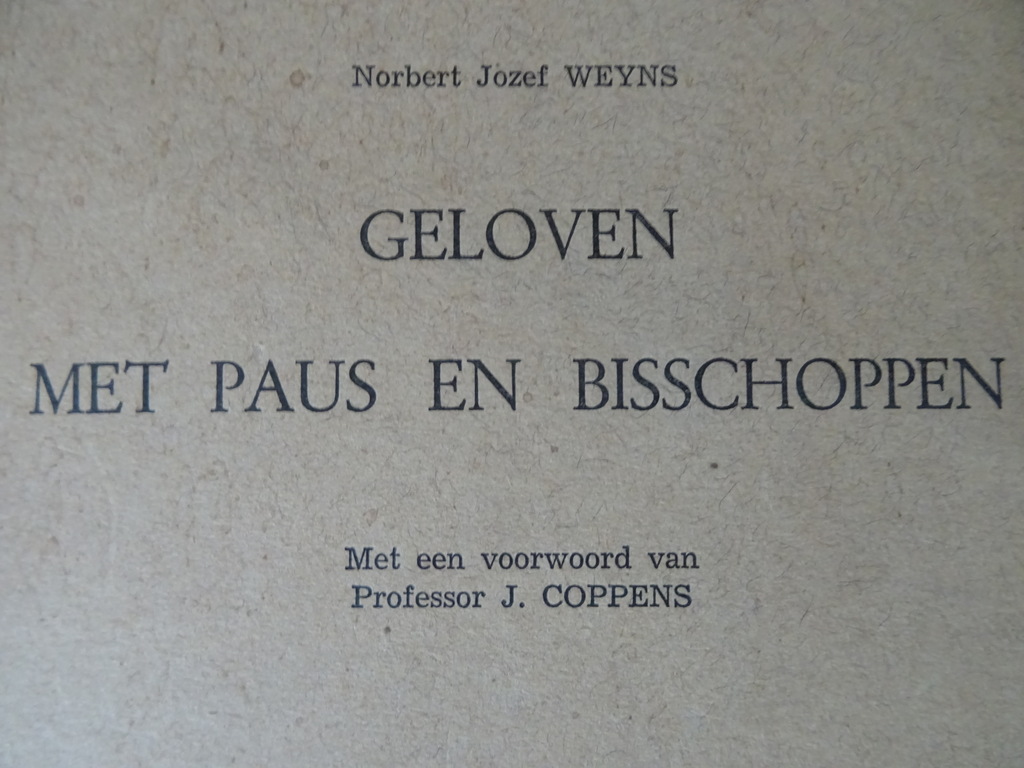 Norbert Jozef WEYNS
GELOVEN
MET PAUS EN BISSCHOPPEN
Met een voorwoord van
Professor J. COPPENS